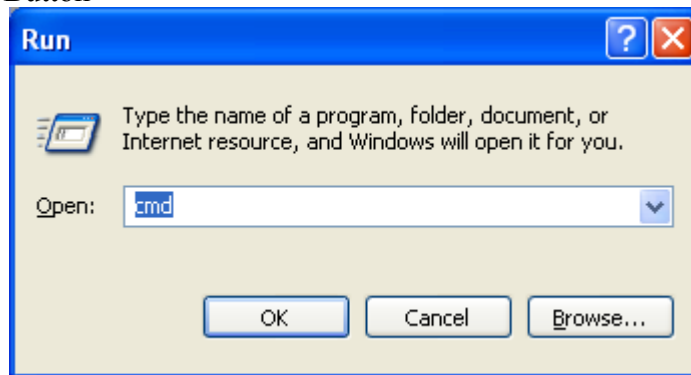 Button
Run
Type the name of a program, folder, document, or
Internet resource, and Windows will open it for you.
Open: cmd
OK Cancel Browse...